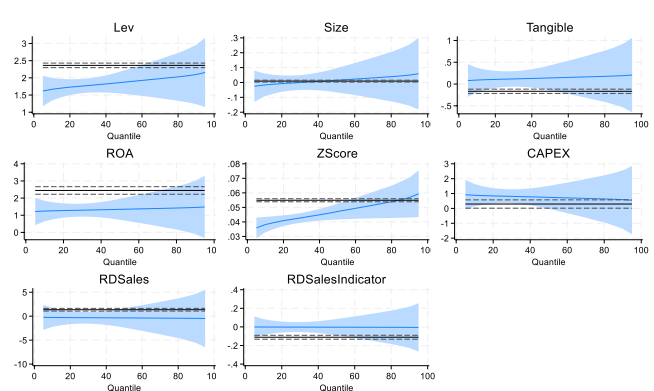 Lev
3
2.5
2
1.5
1
0 20 40 60 80 100
Quantile
Size
.3
.2
.1
0
-.1
-.2
0 20 40 60 80 100
Quantile
Tangible
1
.5
0
-.5
0 20 40 60 80 100
Quantile
ROA
4
3
2
1
0
0 20 40 60 80 100
Quantile
ZScore
.08
.07
.06
.05
.04
.03
0 20 40 60 80 100
Quantile
CAPEX
3
2
1
0
-1
-2
0 20 40 60 80 100
Quantile
RDSales
5
0
-5
-10
0 20 40 60 80 100
Quantile
RDSalesIndicator
.4
.2
0
-.2
-.4
0 20 40 60 80 100
Quantile